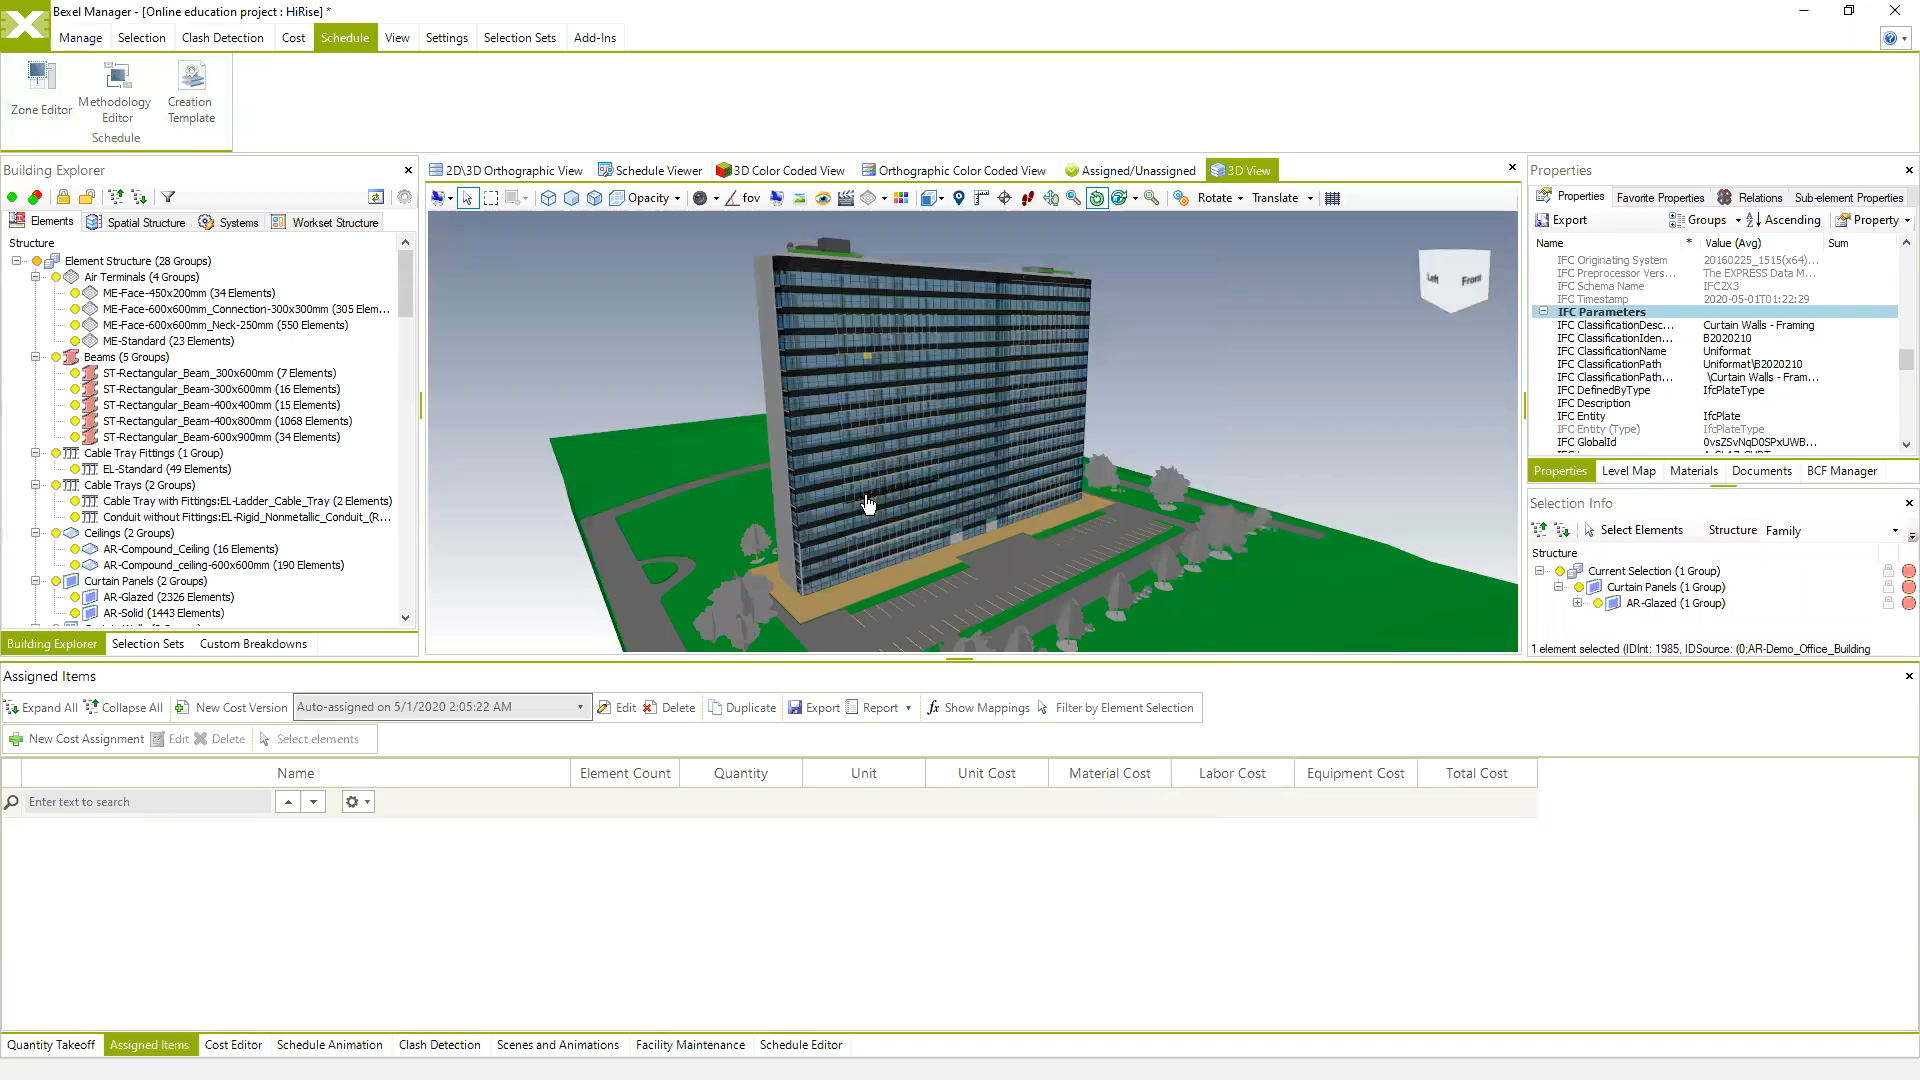 Bexel Manager - [Online education project : HiRise] *
Manage Selection Clash Detection Cost Schedule View Settings Selection Sets Add-Ins
Zone Editor Methodology Editor Creation Template
Schedule
Building Explorer
Elements Spatial Structure Systems Workset Structure
Structure
Element Structure (28 Groups)
Air Terminals (4 Groups)
ME-Face-450x200mm (34 Elements)
ME-Face-600x600mm_Connection-300x300mm (305 Elem...
ME-Face-600x600mm_Neck-250mm (550 Elements)
ME-Standard (23 Elements)
Beams (5 Groups)
ST-Rectangular_Beam_300x600mm (7 Elements)
ST-Rectangular_Beam-300x600mm (16 Elements)
ST-Rectangular_Beam-400x400mm (15 Elements)
ST-Rectangular_Beam-400x800mm (1068 Elements)
ST-Rectangular_Beam-600x900mm (34 Elements)
Cable Tray Fittings (1 Group)
EL-Standard (49 Elements)
Cable Trays (2 Groups)
Cable Tray with Fittings:EL-Ladder_Cable_Tray (2 Elements)
Conduit without Fittings:EL-Rigid_Nonmetallic_Conduit_(R...
Ceilings (2 Groups)
AR-Compound_Ceiling (16 Elements)
AR-Compound_ceiling-600x600mm (190 Elements)
Curtain Panels (2 Groups)
AR-Glazed (2326 Elements)
AR-Solid (1443 Elements)
Building Explorer Selection Sets Custom Breakdowns
2D\3D Orthographic View Schedule Viewer 3D Color Coded View Orthographic Color Coded View Assigned/Unassigned 3D View
Opacity fov Rotate Translate
Left Front
Properties
Properties Favorite Properties Relations Sub-element Properties
Export Groups Ascending Property
Name * Value (Avg) Sum
IFC Originating System 20160225_1515(x64)...
IFC Preprocessor Vers... The EXPRESS Data M...
IFC Schema Name IFC2X3
IFC Timestamp 2020-05-01T01:22:29
IFC Parameters
IFC ClassificationDesc... Curtain Walls - Framing
IFC ClassificationIden... B2020210
IFC ClassificationName Uniformat
IFC ClassificationPath Uniformat\B2020210
IFC ClassificationPath... \Curtain Walls - Fram...
IFC DefinedByType IfcPlateType
IFC Description
IFC Entity IfcPlate
IFC Entity (Type) IfcPlateType
IFC GlobalId 0vsZSvNqD0SPxUWB...
Properties Level Map Materials Documents BCF Manager
Selection Info
Select Elements Structure Family
Structure
Current Selection (1 Group)
Curtain Panels (1 Group)
AR-Glazed (1 Group)
1 element selected (IDInt: 1985, IDSource: (0;AR-Demo_Office_Building
Assigned Items
Expand All Collapse All New Cost Version Auto-assigned on 5/1/2020 2:05:22 AM Edit Delete Duplicate Export Report Show Mappings Filter by Element Selection
New Cost Assignment Edit Delete Select elements
Name Element Count Quantity Unit Unit Cost Material Cost Labor Cost Equipment Cost Total Cost
Enter text to search
Quantity Takeoff Assigned Items Cost Editor Schedule Animation Clash Detection Scenes and Animations Facility Maintenance Schedule Editor